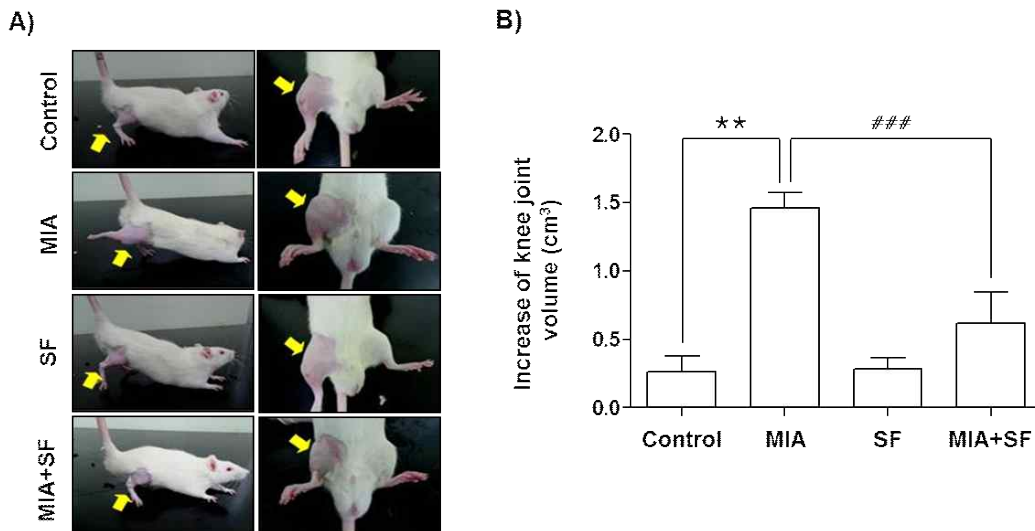 A)
Control
MIA
SF
MIA+SF
B)
** ###
Increase of knee joint
volume (cm³)
2.0
1.5
1.0
0.5
0.0
Control MIA SF MIA+SF